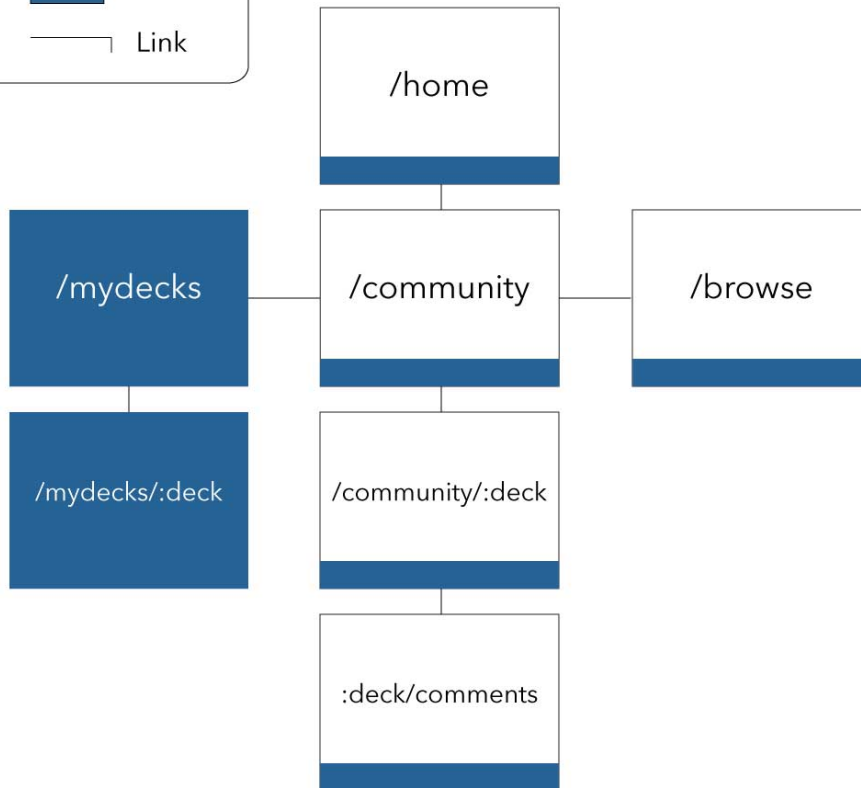 Link
/home
/mydecks
/community
/browse
/mydecks/:deck
/community/:deck
:deck/comments